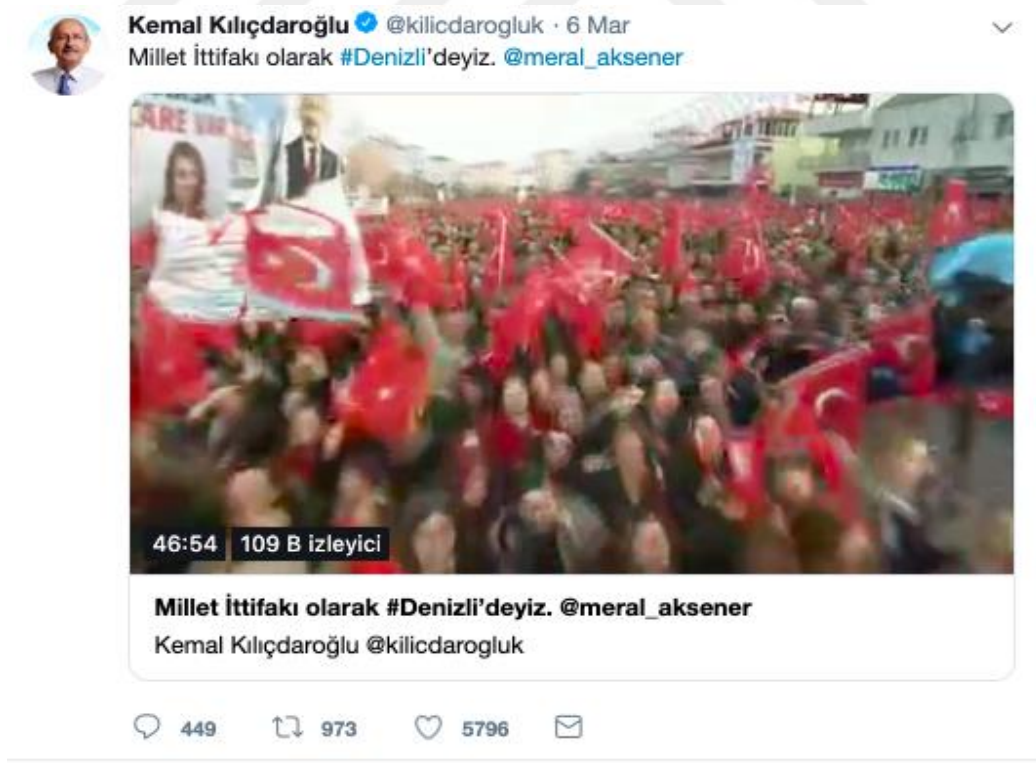 Kemal Kılıçdaroğlu @kilicdarogluk · 6 Mar
Millet İttifakı olarak #Denizli'deyiz. @meral_aksener
46:54 109 B izleyici
Millet İttifakı olarak #Denizli'deyiz. @meral_aksener
Kemal Kılıçdaroğlu @kilicdarogluk
449 973 5796